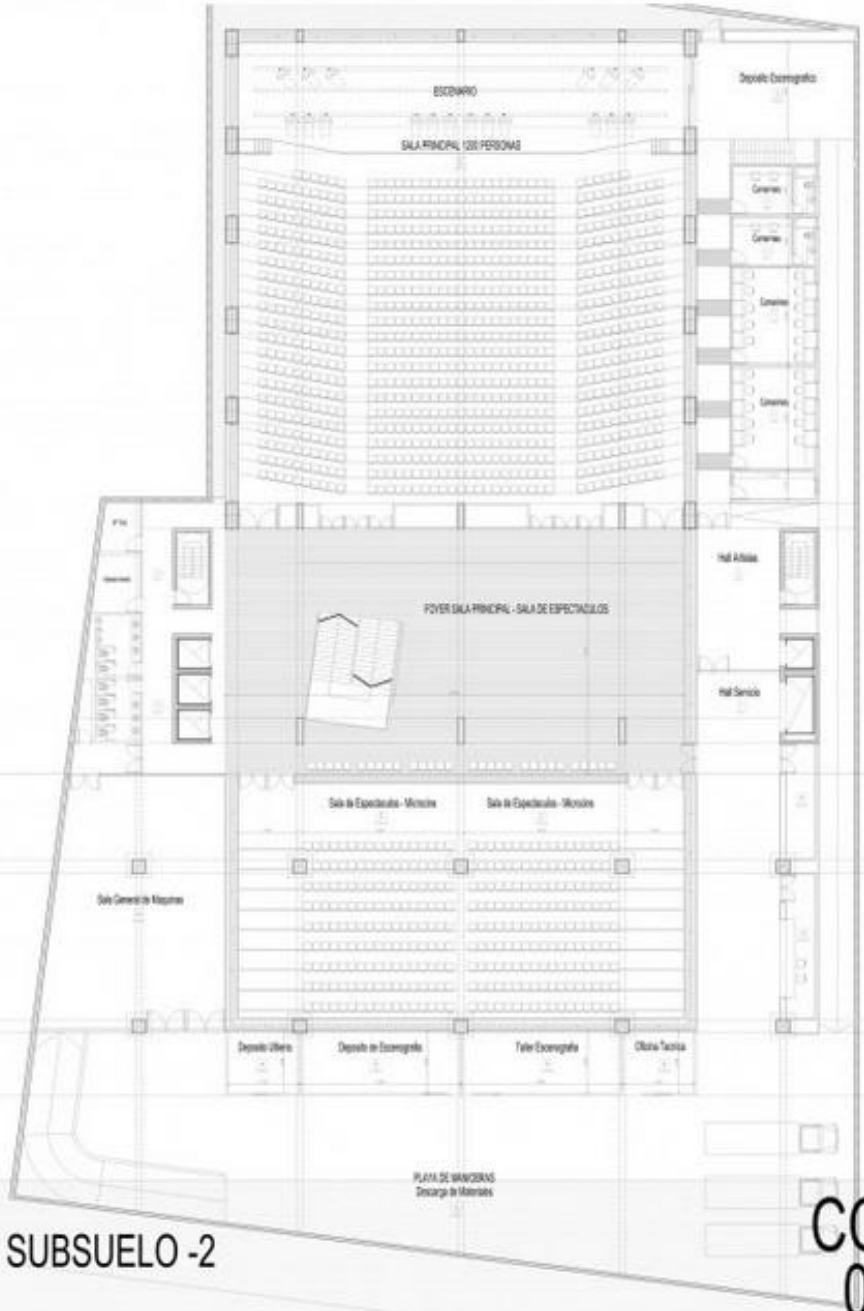 ESCENARIO
Deposito Escenografico
SALA PRINCIPAL 1200 PERSONAS
Camarines
Camarines
Camarines
Camarines
Hall Artistas
FOYER SALA PRINCIPAL - SALA DE ESPECTACULOS
Hall Servicio
Sala de Espectaculos - Microcine
Sala de Espectaculos - Microcine
Sala General de Maquinas
Deposito Utileria
Deposito de Escenografia
Taller Escenografia
Oficina Tecnica
PLAYA DE MANIOBRAS
Descarga de Materiales
SUBSUELO -2
CO
0